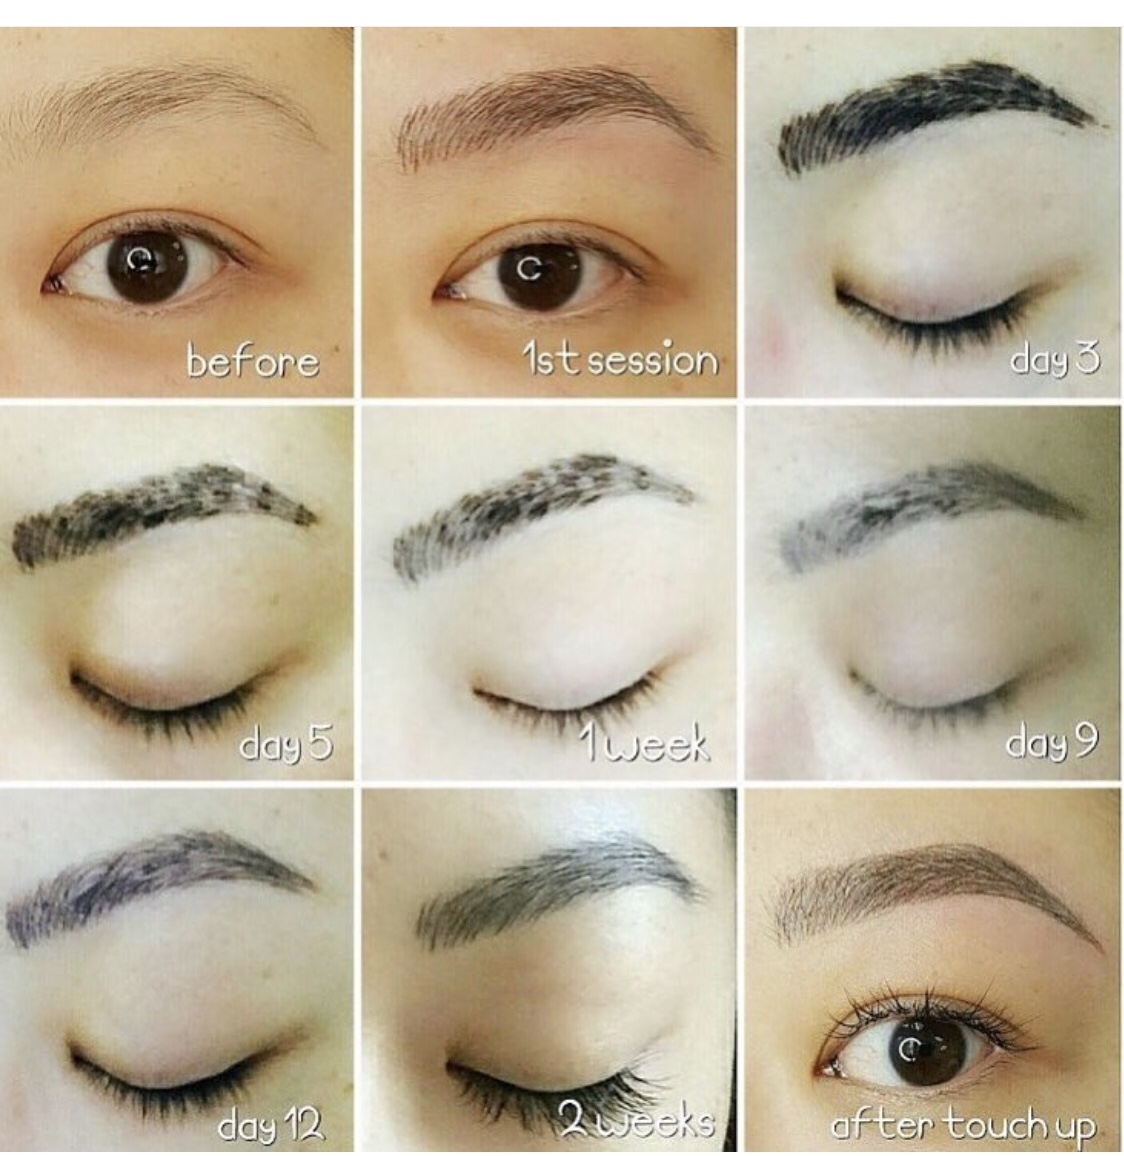 before
1st session
day 3
day 5
1 week
day 9
day 12
2 weeks
after touch up